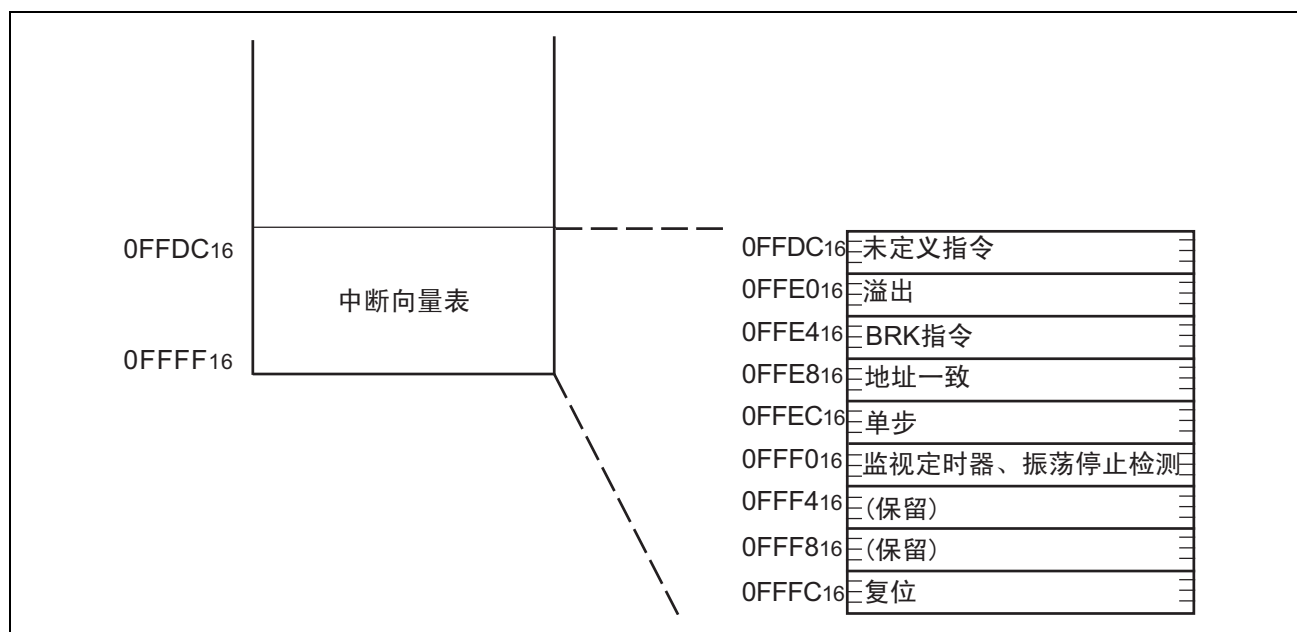 0FFDC16
中断向量表
0FFFF16
0FFDC16 未定义指令
0FFE016 溢出
0FFE416 BRK指令
0FFE816 地址一致
0FFEC16 单步
0FFF016 监视定时器、振荡停止检测
0FFF416 (保留)
0FFF816 (保留)
0FFFC16 复位